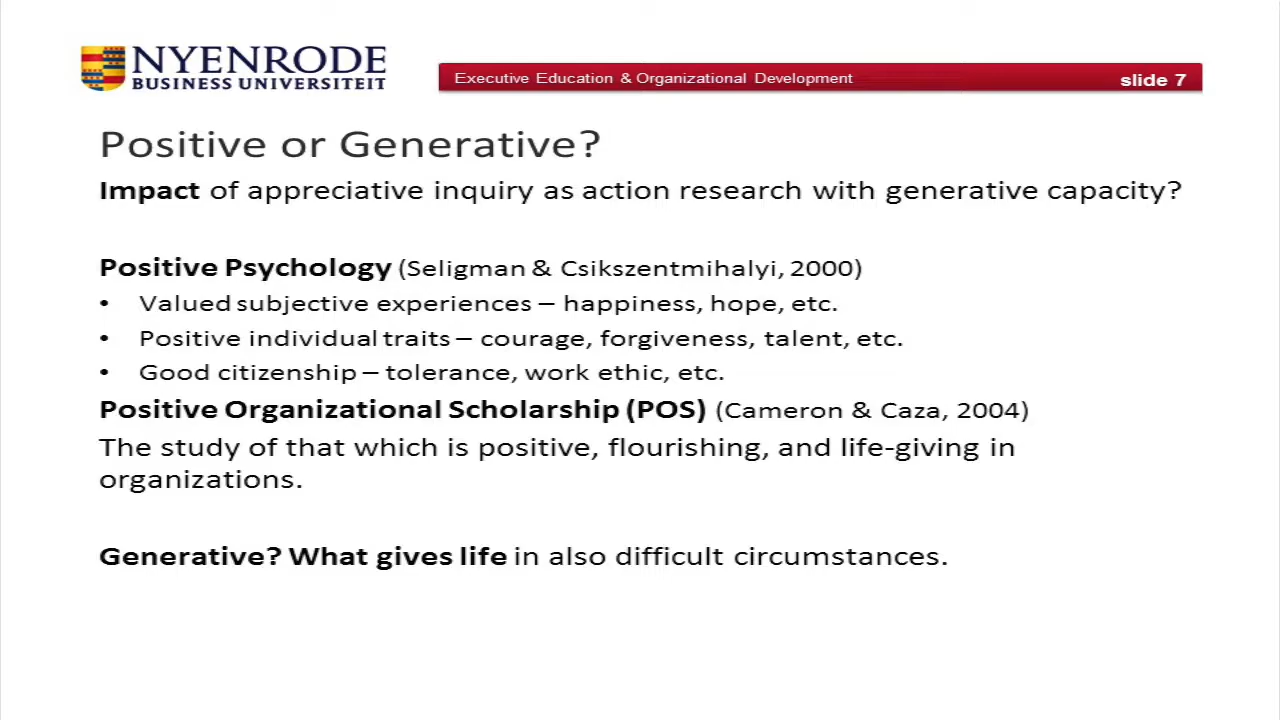 NYENRODE
BUSINESS UNIVERSITEIT
Executive Education & Organizational Development
slide 7
Positive or Generative?
Impact of appreciative inquiry as action research with generative capacity?
Positive Psychology (Seligman & Csikszentmihalyi, 2000)
• Valued subjective experiences – happiness, hope, etc.
• Positive individual traits – courage, forgiveness, talent, etc.
• Good citizenship – tolerance, work ethic, etc.
Positive Organizational Scholarship (POS) (Cameron & Caza, 2004)
The study of that which is positive, flourishing, and life-giving in
organizations.
Generative? What gives life in also difficult circumstances.